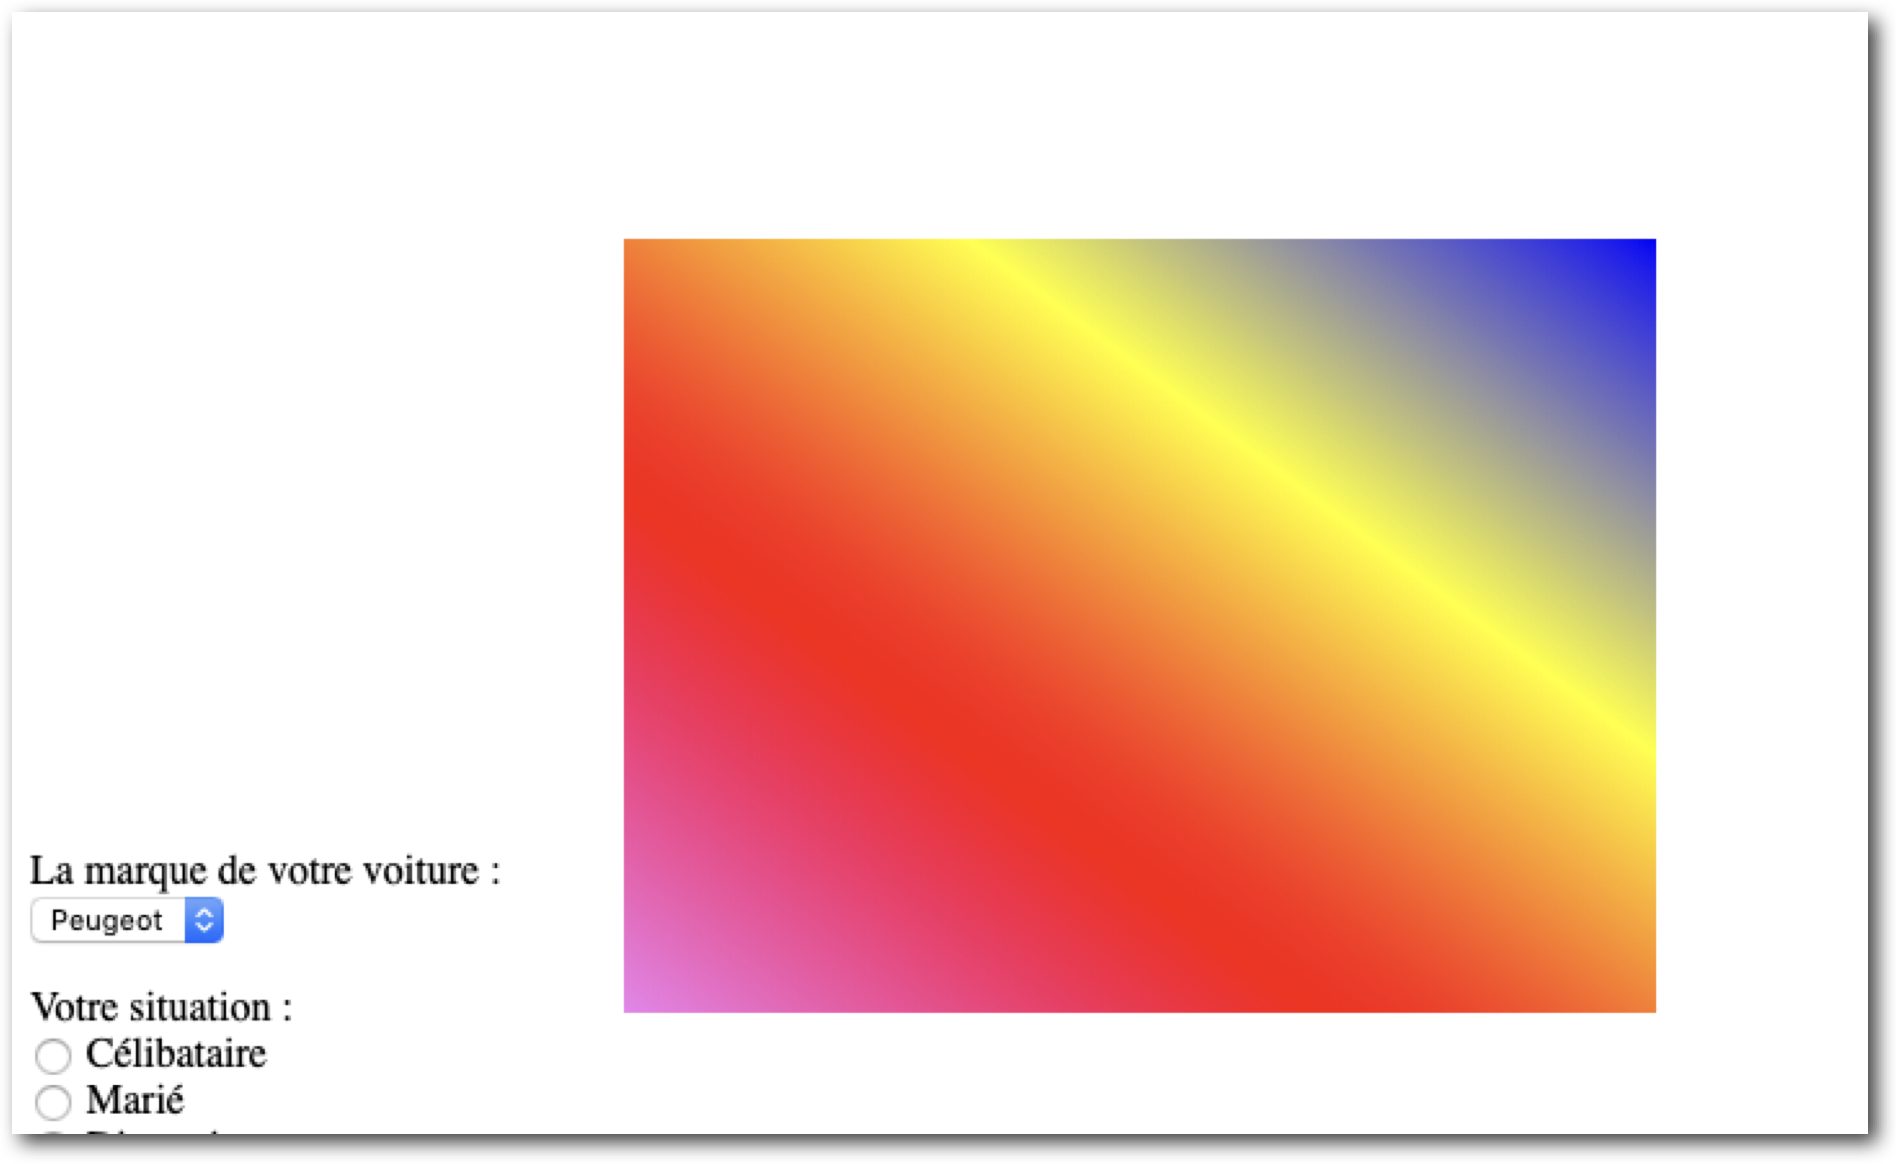 La marque de votre voiture :
Peugeot
Votre situation :
Célibataire
Marié